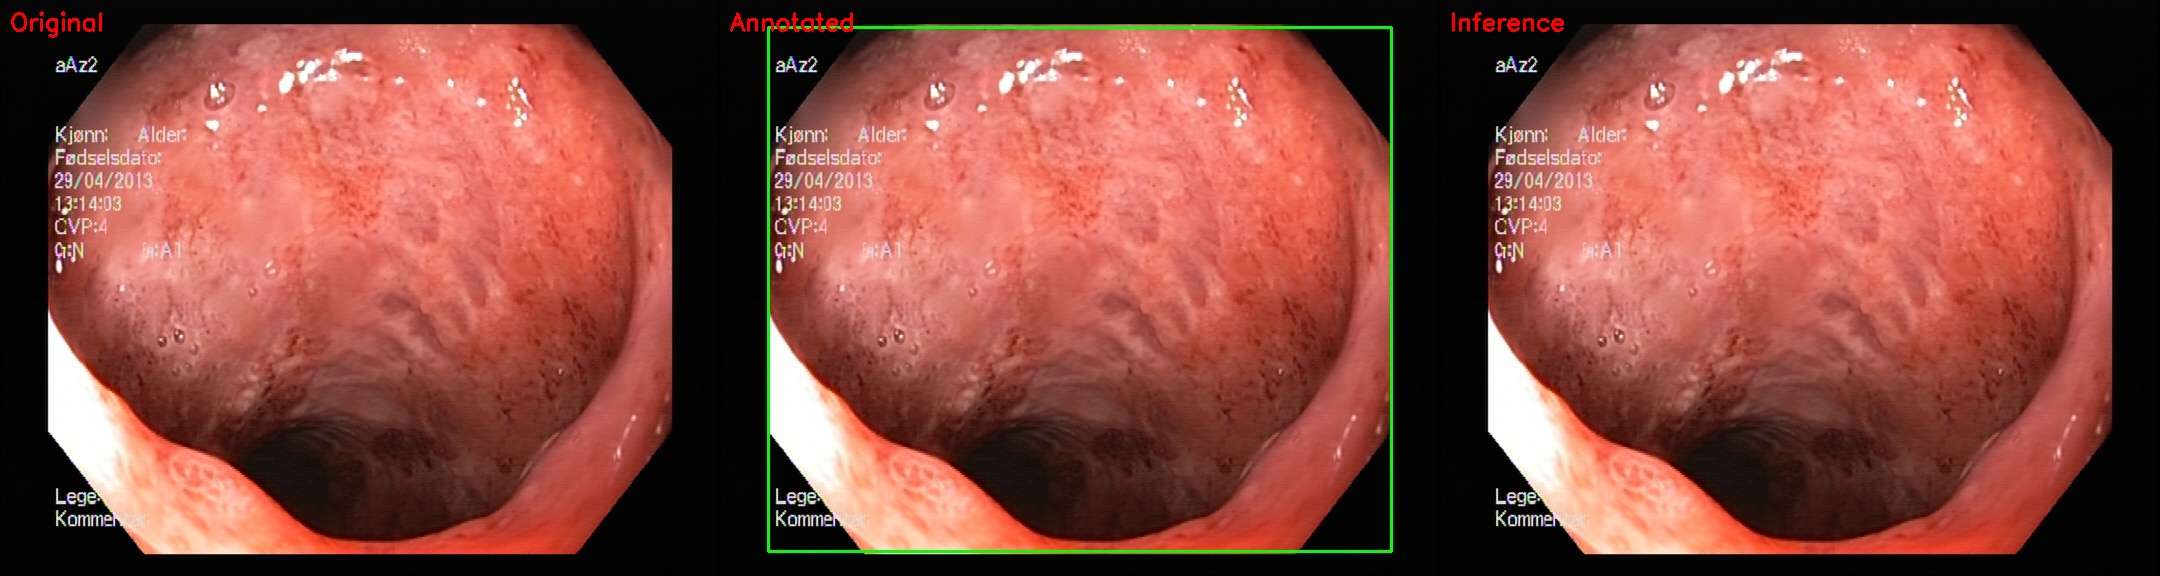 Original
aAz2
Kjønn: Alder:
Fødselsdato:
29/04/2013
13:14:03
CVP:4
Lege:
Annotated
aAz2
Kjønn: Alder:
Fødselsdato:
29/04/2013
13:14:03
CVP:4
Lege:
Inference
aAz2
Kjønn: Alder:
Fødselsdato:
29/04/2013
13:14:03
CVP:4
Lege: